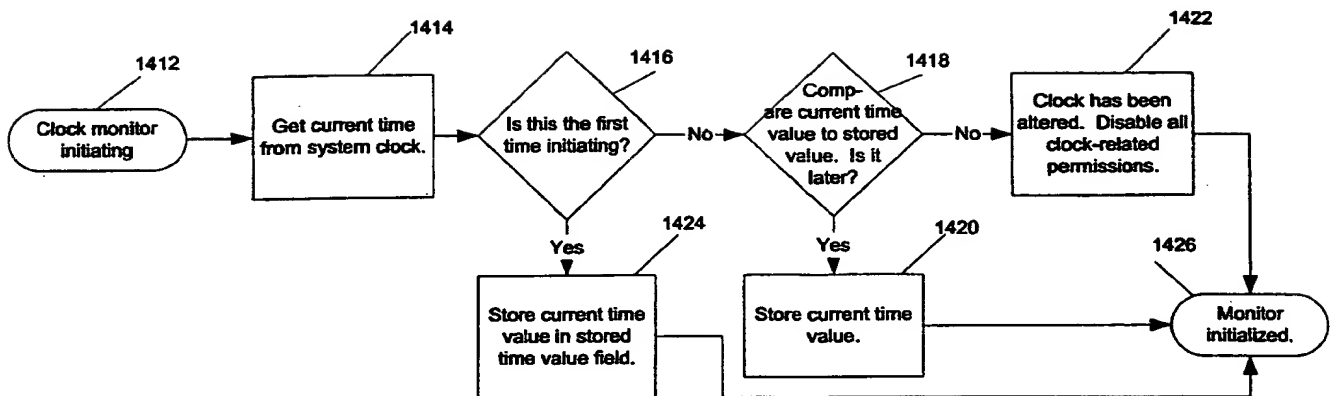 1412
Clock monitor
initiating
1414
Get current time
from system clock.
1416
Is this the first
time initiating?
No
Yes
1418
Comp-
are current time
value to stored
value. Is it
later?
No
Yes
1422
Clock has been
altered. Disable all
clock-related
permissions.
1424
Store current time
value in stored
time value field.
1420
Store current time
value.
1426
Monitor
initialized.